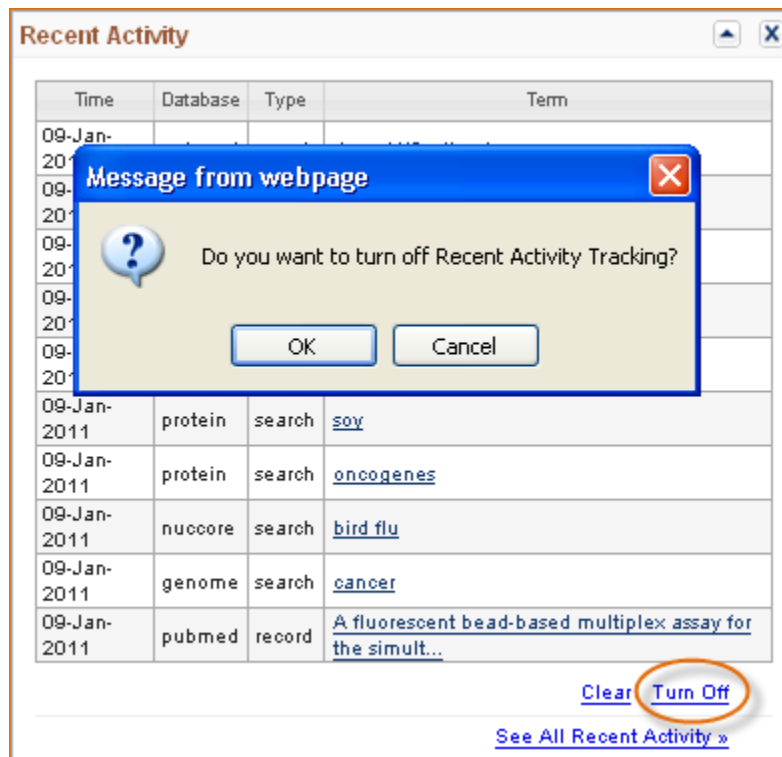 Recent Activity
Time Database Type Term
09-Jan-
Message from webpage
Do you want to turn off Recent Activity Tracking?
OK Cancel
09-Jan-
2011 protein search soy
09-Jan-
2011 protein search oncogenes
09-Jan-
2011 nuccore search bird flu
09-Jan-
2011 genome search cancer
09-Jan-
2011 pubmed record A fluorescent bead-based multiplex assay for
the simult...
Clear Turn Off
See All Recent Activity »